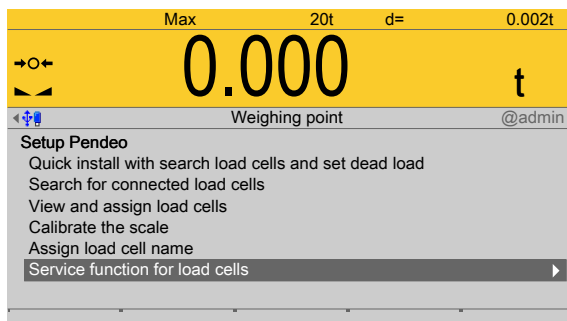 Max 20t d= 0.002t
0.000 t
Weighing point @admin
Setup Pendeo
Quick install with search load cells and set dead load
Search for connected load cells
View and assign load cells
Calibrate the scale
Assign load cell name
Service function for load cells